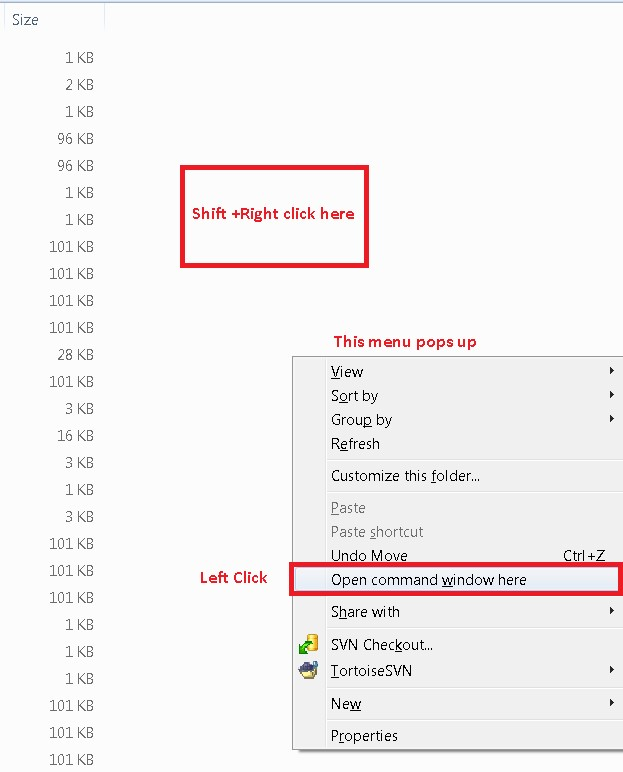 Size
1 KB
2 KB
1 KB
96 KB
96 KB
1 KB
Shift +Right click here
1 KB
101 KB
101 KB
101 KB
101 KB
This menu pops up
28 KB
View
101 KB
Sort by
3 KB
Group by
16 KB
Refresh
3 KB
Customize this folder...
1 KB
Paste
3 KB
Paste shortcut
101 KB
Undo Move Ctrl+Z
101 KB
Left Click
Open command window here
101 KB
Share with
1 KB
SVN Checkout...
1 KB
TortoiseSVN
1 KB
New
101 KB
101 KB
Properties
101 KB